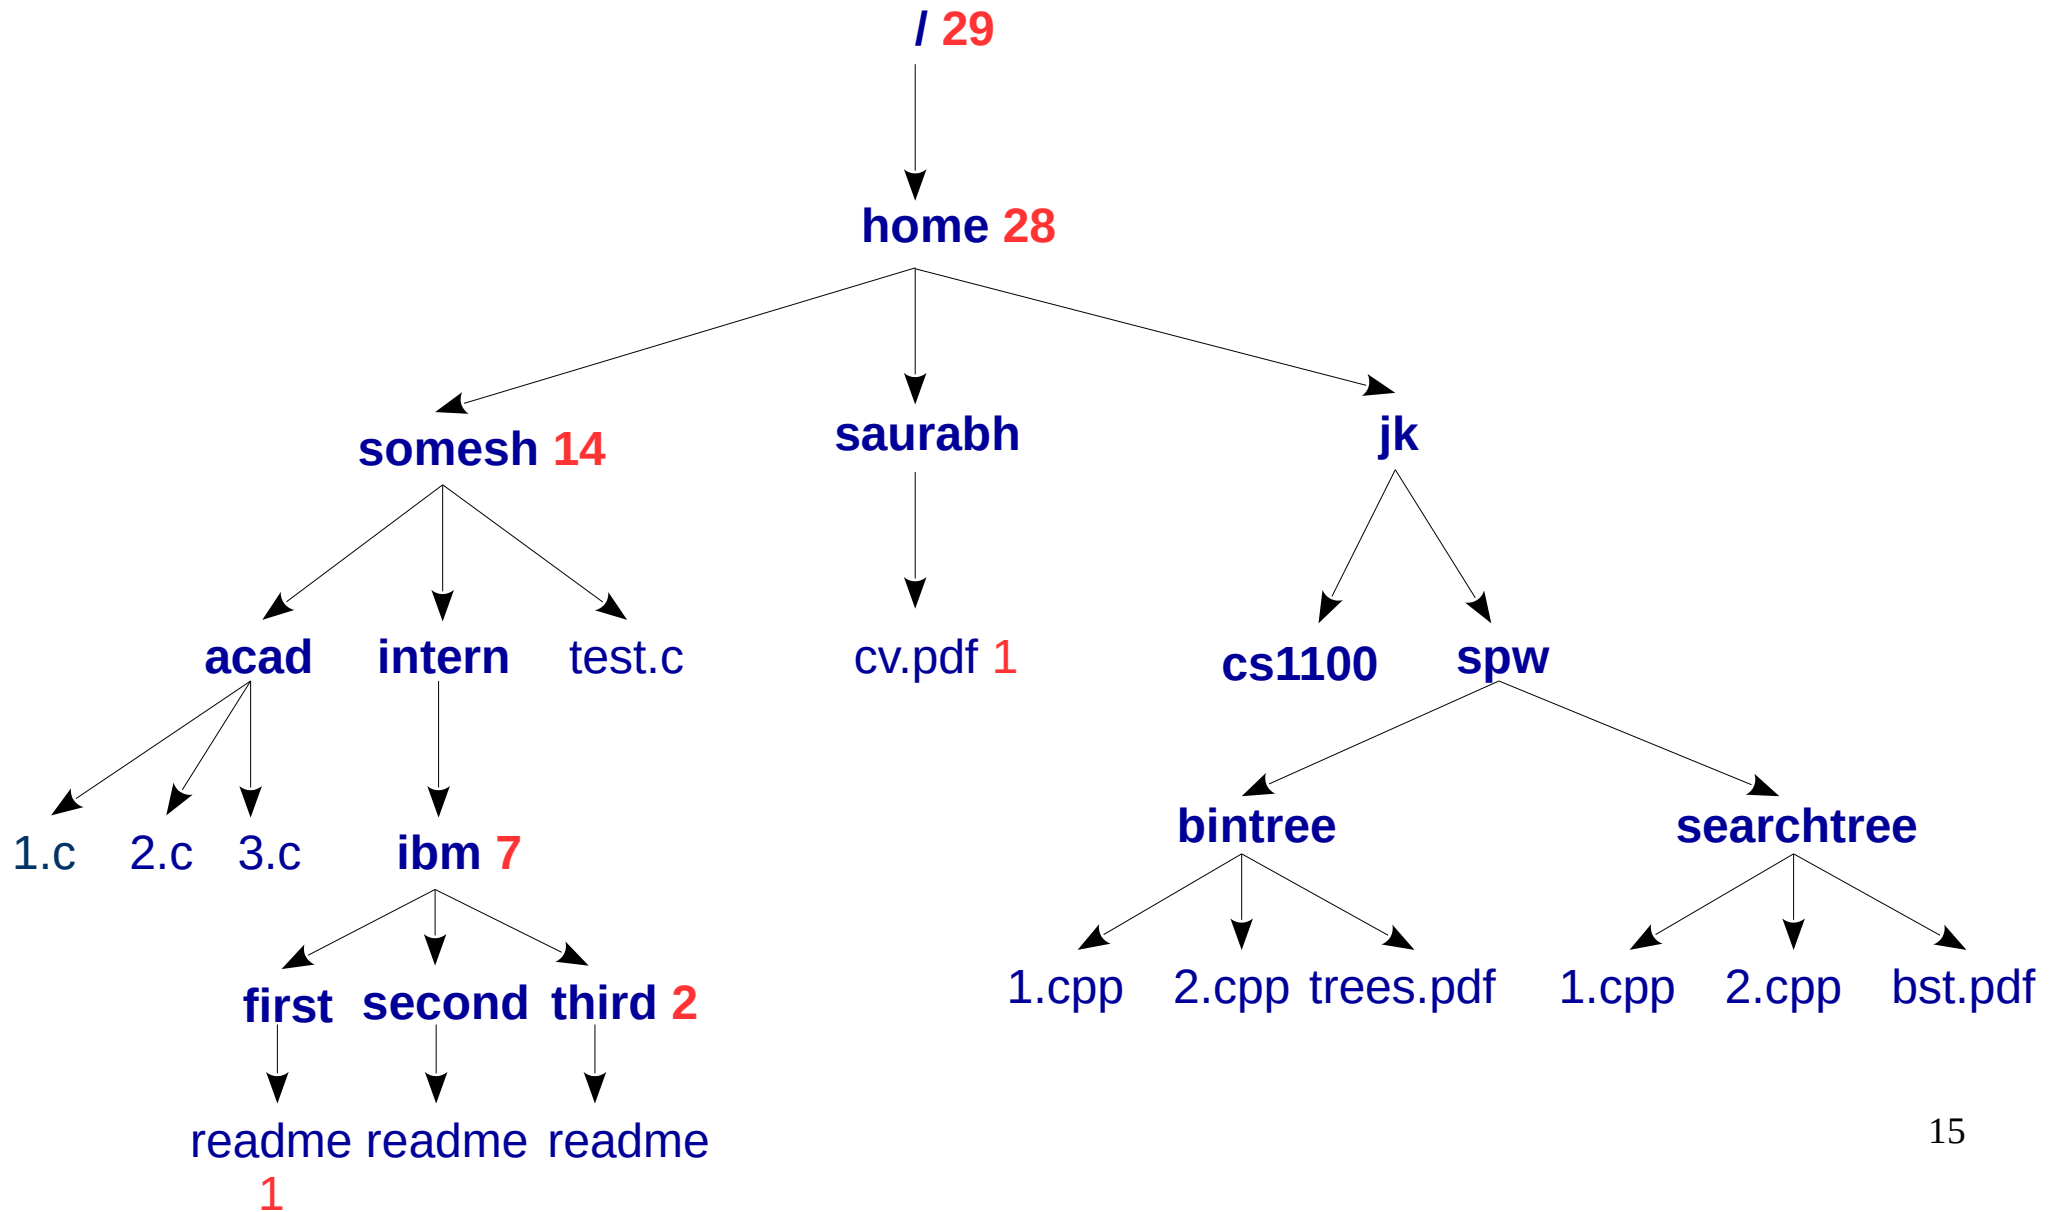 / 29
home 28
somesh 14 saurabh jk
acad intern test.c cv.pdf 1 cs1100 spw
bintree searchtree
1.c 2.c 3.c ibm 7
first second third 2 1.cpp 2.cpp trees.pdf 1.cpp 2.cpp bst.pdf
readme readme readme
1
15